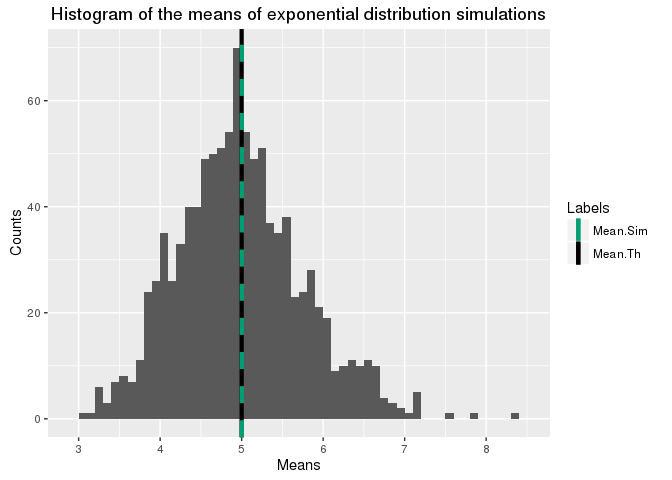 Histogram of the means of exponential distribution simulations
60
40
20
0
Counts
3 4 5 6 7 8
Means
Labels
Mean.Sim
Mean.Th